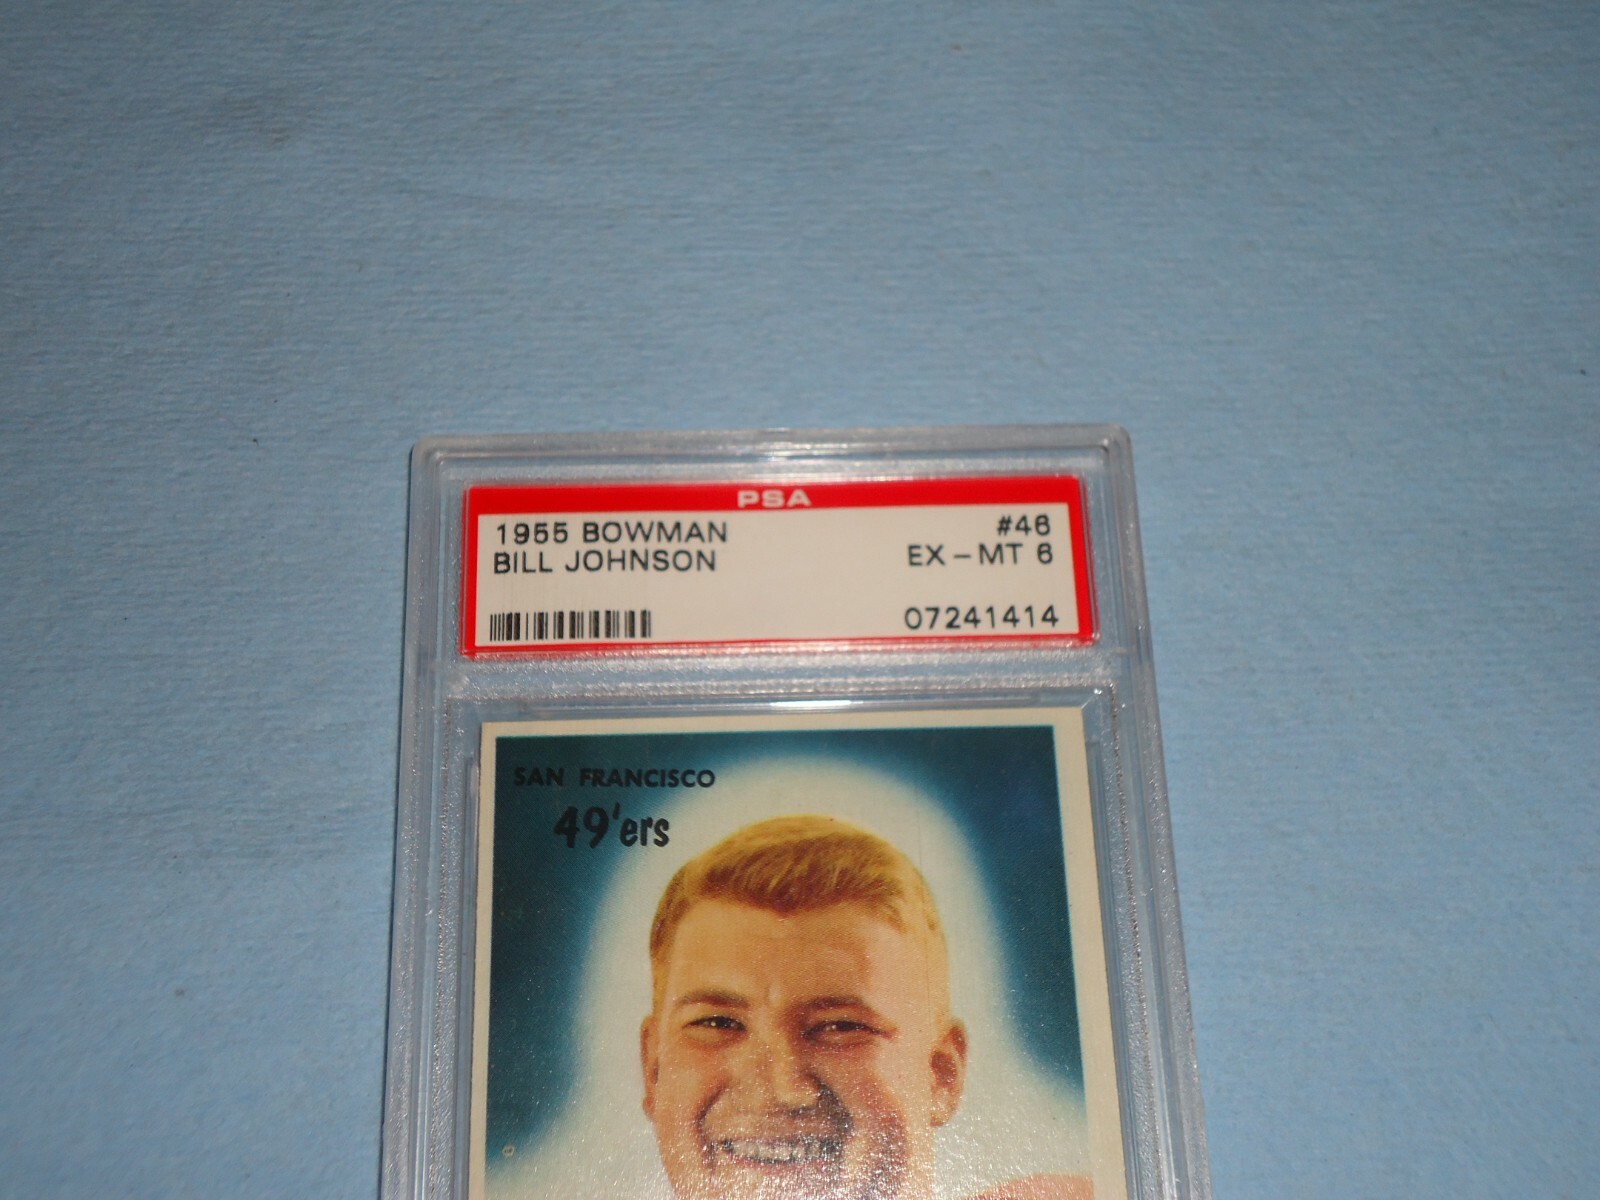 PSA
1955 BOWMAN #46
BILL JOHNSON EX-MT 6
07241414
SAN FRANCISCO
49'ers